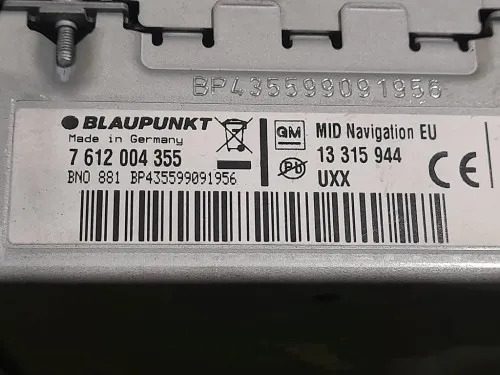 BP435599091956
BLAUPUNKT
Made in Germany
7 612 004 355
BNO 881 BP435599091956
GM
MID Navigation EU
Pb
13 315 944
UXX
CE